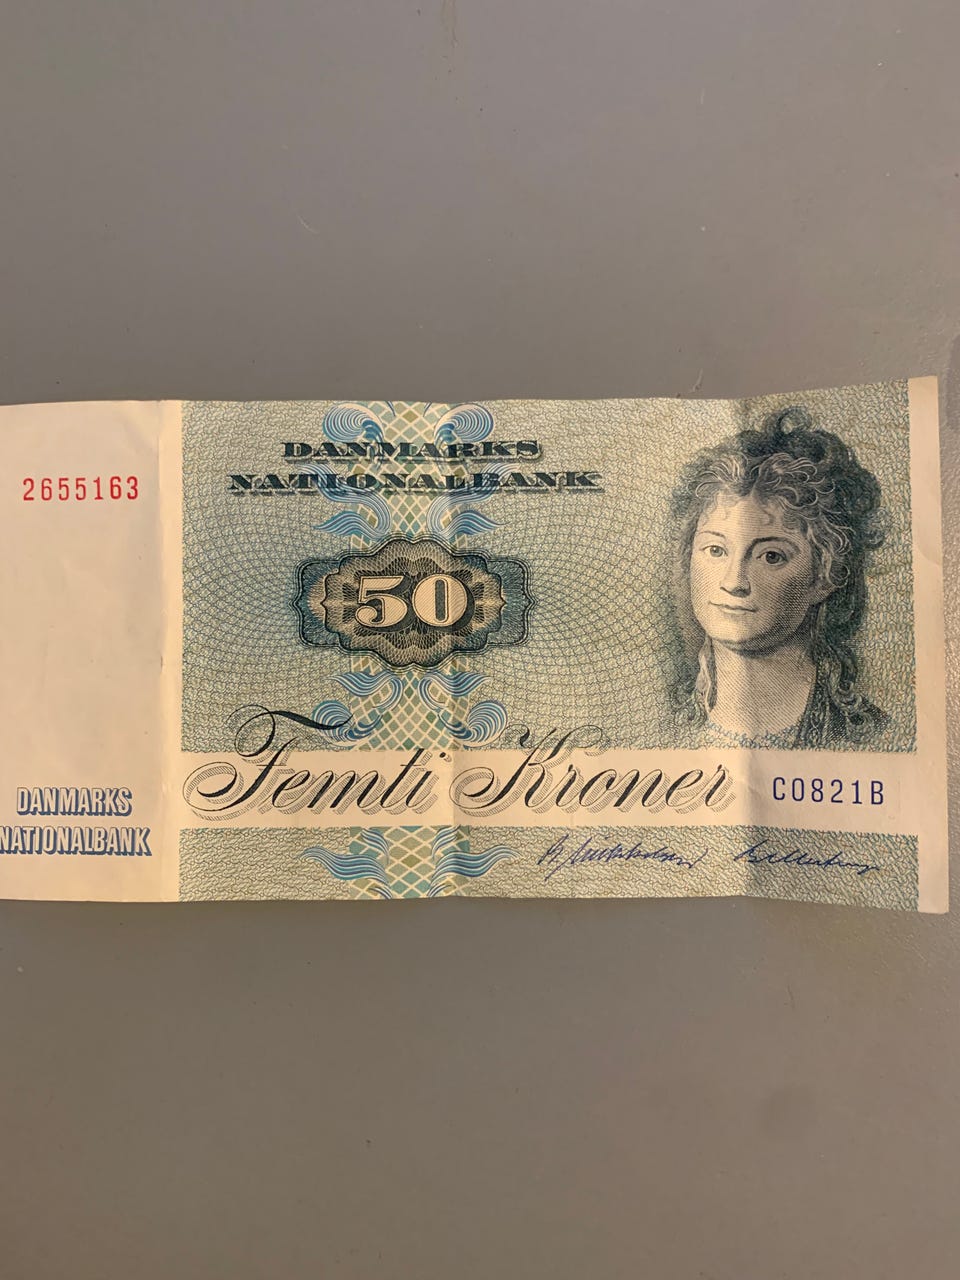 2655163
DANMARKS
NATIONALBANK
DANMARKS
NATIONALBANK
50
Femti Kroner
C0821B